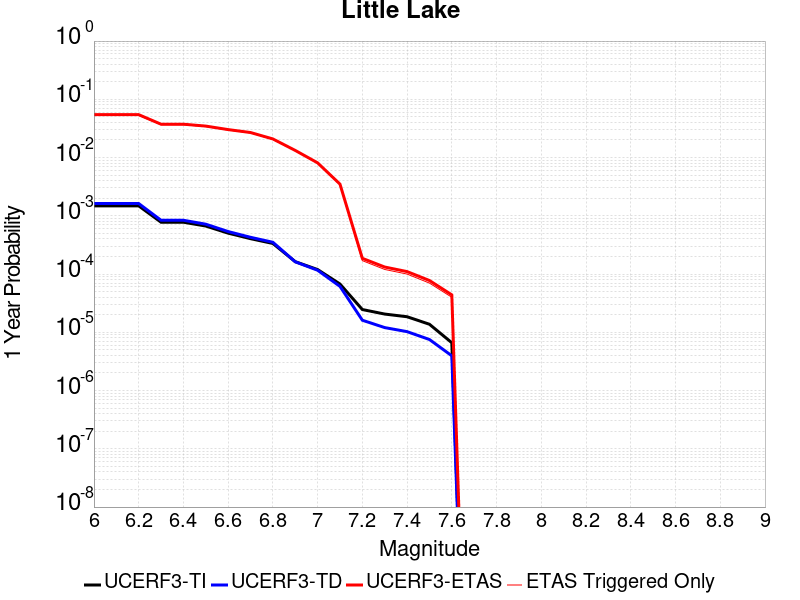 Little Lake
10^0
10^-1
10^-2
10^-3
10^-4
10^-5
10^-6
10^-7
10^-8
1 Year Probability
6 6.2 6.4 6.6 6.8 7 7.2 7.4 7.6 7.8 8 8.2 8.4 8.6 8.8 9
Magnitude
UCERF3-TI UCERF3-TD UCERF3-ETAS ETAS Triggered Only